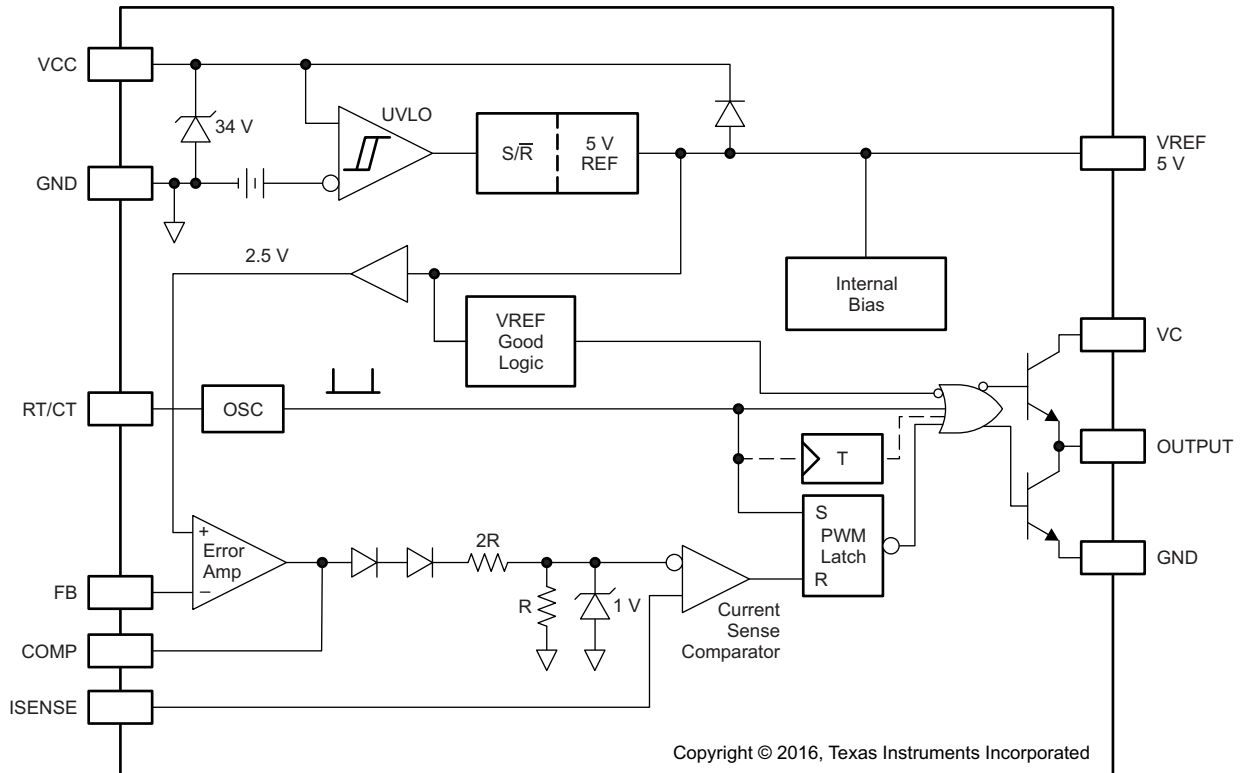 VCC
UVLO
34 V
S/R̅
5 V
REF
VREF
5 V
GND
2.5 V
Internal
Bias
VREF
Good
Logic
VC
RT/CT
OSC
OUTPUT
T
S
PWM
Latch
R
+
Error
Amp
−
2R
R
1 V
GND
FB
Current
Sense
Comparator
COMP
ISENSE
Copyright © 2016, Texas Instruments Incorporated